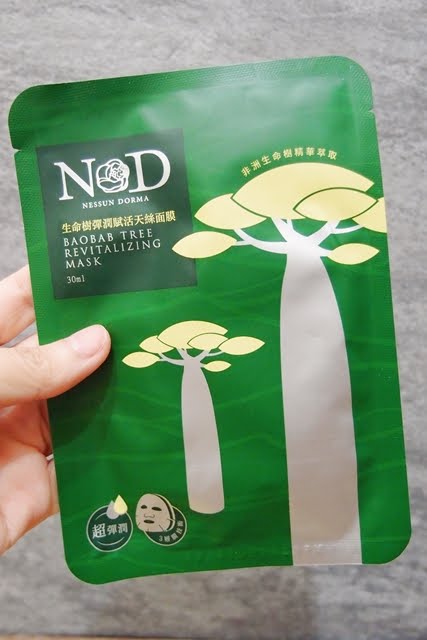 NOD
NESSUN DORMA
生命樹彈潤賦活天絲面膜
BAOBAB TREE
REVITALIZING
MASK
30ml
非洲生命樹精華萃取
超彈潤